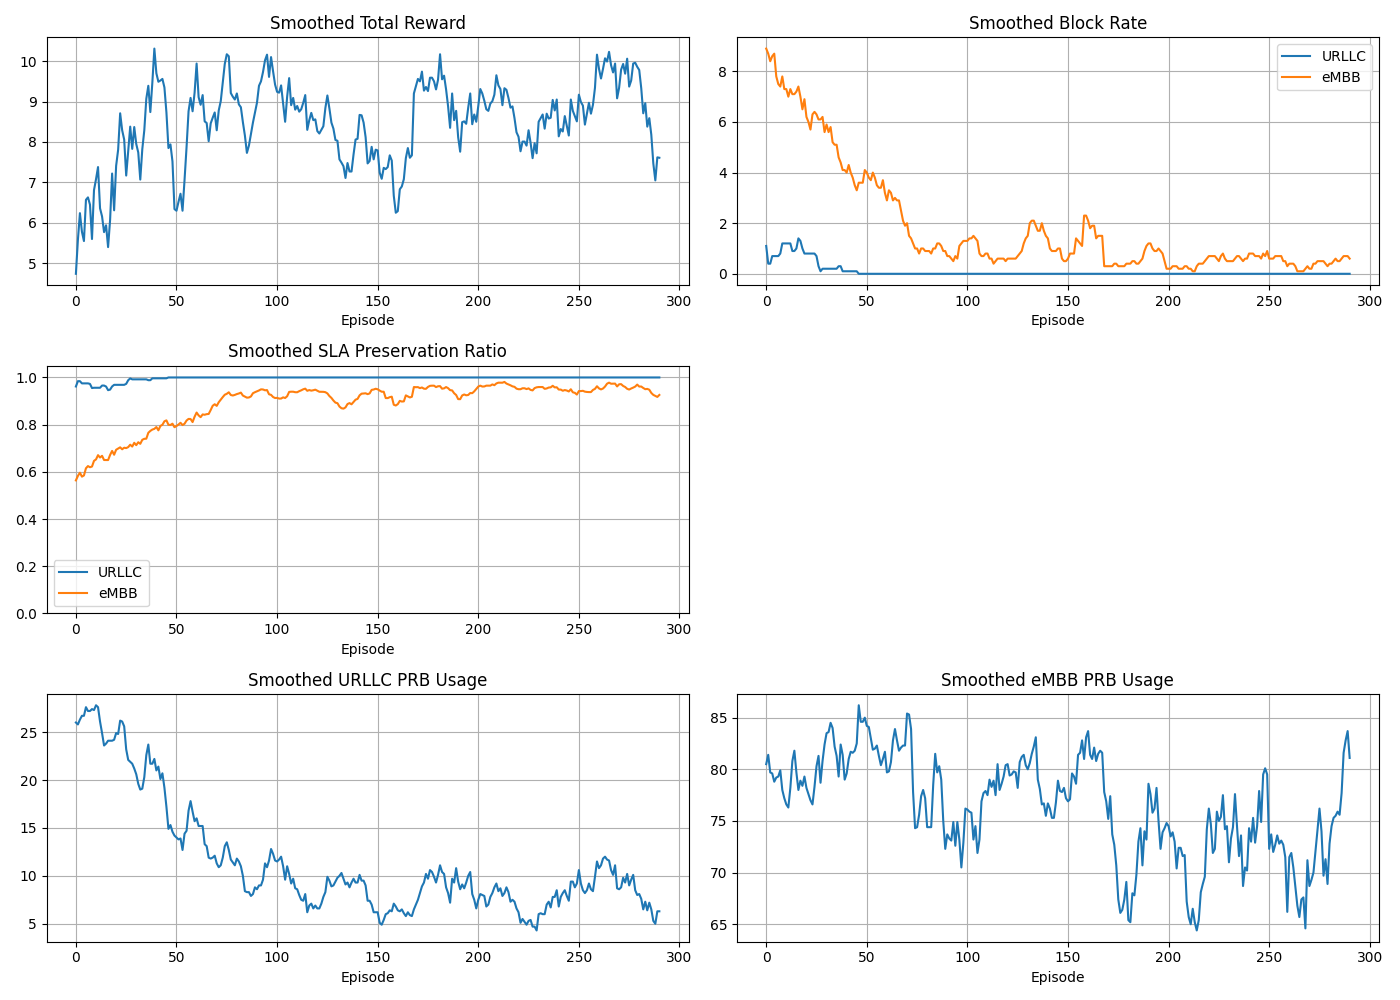 Smoothed Total Reward
10
9
8
7
6
5
0 50 100 150 200 250 300
Episode
Smoothed Block Rate
URLLC
eMBB
8
6
4
2
0
0 50 100 150 200 250 300
Episode
Smoothed SLA Preservation Ratio
1.0
0.8
0.6
0.4
0.2
0.0
URLLC
eMBB
0 50 100 150 200 250 300
Episode
Smoothed URLLC PRB Usage
25
20
15
10
5
0 50 100 150 200 250 300
Episode
Smoothed eMBB PRB Usage
85
80
75
70
65
0 50 100 150 200 250 300
Episode